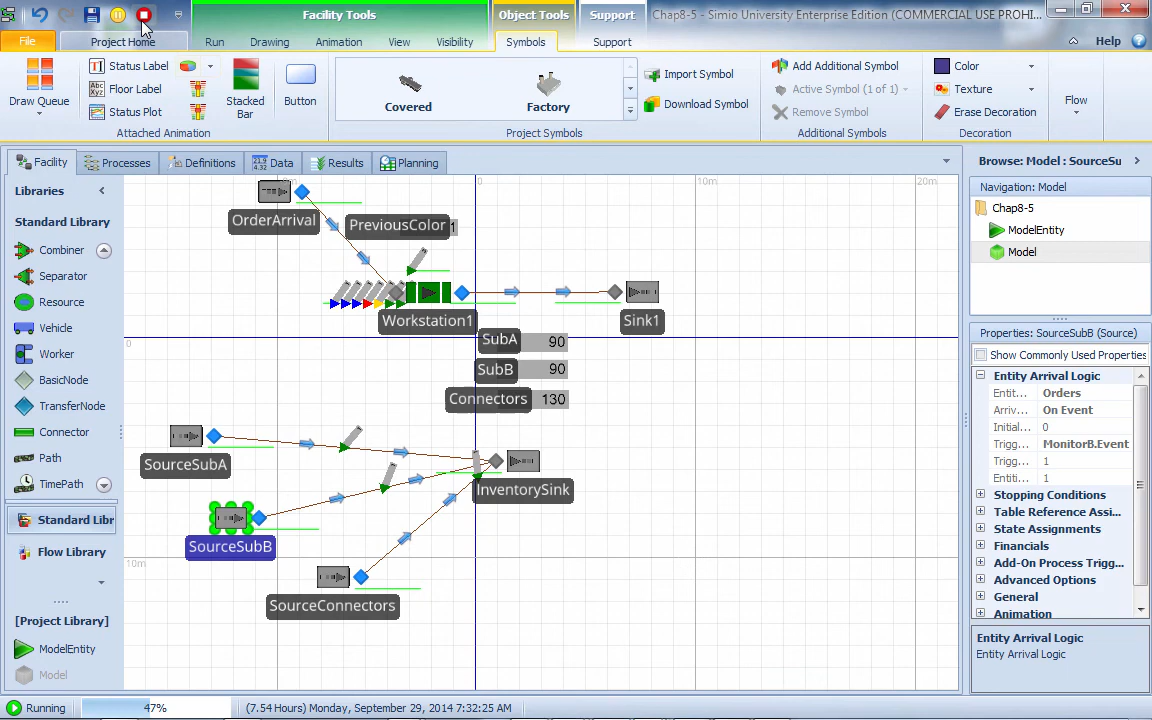 Facility Tools
Object Tools
Support
Chap8-5 - Simio University Enterprise Edition (COMMERCIAL USE PROHI...
File
Project Home
Run
Drawing
Animation
View
Visibility
Symbols
Support
Help
Draw Queue
Status Label
Floor Label
Status Plot
Stacked Bar
Button
Attached Animation
Covered
Factory
Project Symbols
Import Symbol
Download Symbol
Add Additional Symbol
Active Symbol (1 of 1)
Remove Symbol
Additional Symbols
Color
Texture
Erase Decoration
Decoration
Flow
Facility
Processes
Definitions
Data
Results
Planning
Libraries
Standard Library
Combiner
Separator
Resource
Vehicle
Worker
BasicNode
TransferNode
Connector
Path
TimePath
Standard Libr
Flow Library
[Project Library]
ModelEntity
Model
0
10m
20m
0
10m
OrderArrival
PreviousColor 1
Workstation1
Sink1
SubA 90
SubB 90
Connectors 130
SourceSubA
InventorySink
SourceSubB
SourceConnectors
Browse: Model : SourceSu
Navigation: Model
Chap8-5
ModelEntity
Model
Properties: SourceSubB (Source)
Show Commonly Used Properties
Entity Arrival Logic
Entit... Orders
Arriv... On Event
Initial... 0
Trigg... MonitorB.Event
Trigg... 1
Entiti... 1
Stopping Conditions
Table Reference Assi...
State Assignments
Financials
Add-On Process Trigg...
Advanced Options
General
Animation
Entity Arrival Logic
Entity Arrival Logic
Running
47%
(7.54 Hours) Monday, September 29, 2014 7:32:25 AM